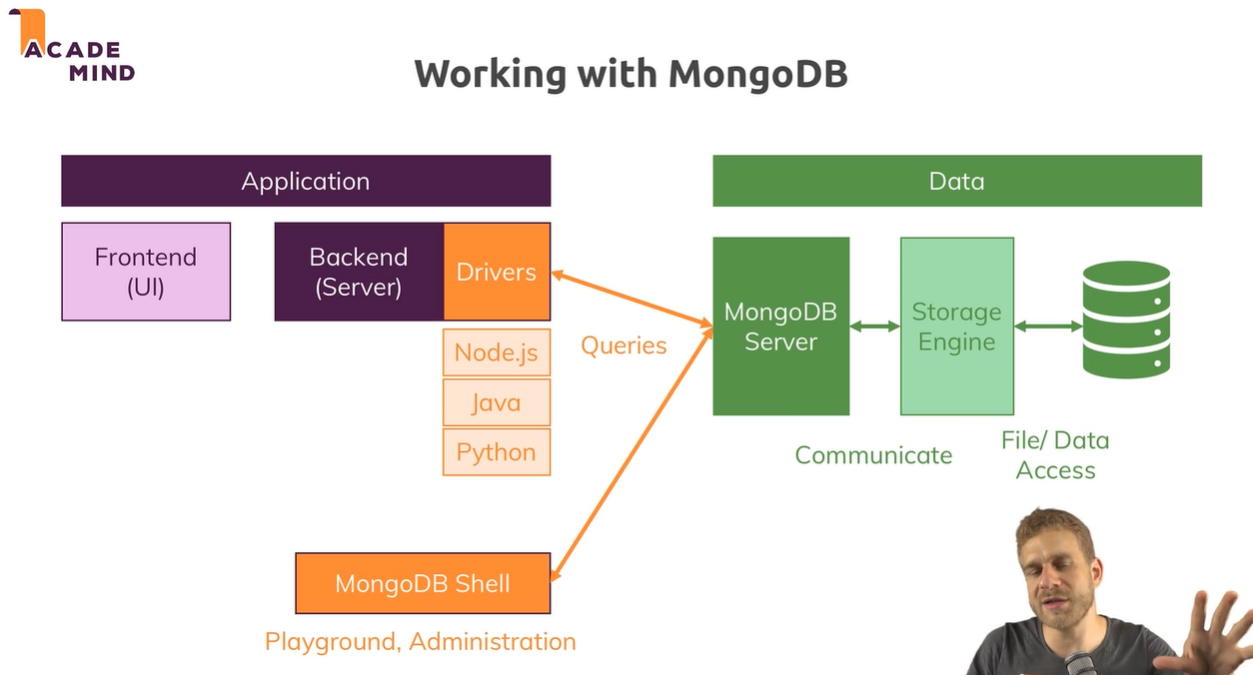 ACADE
MIND
Working with MongoDB
Application
Data
Frontend
(UI)
Backend
(Server)
Drivers
Node.js
Java
Python
Queries
MongoDB
Server
Storage
Engine
Communicate
File/ Data
Access
MongoDB Shell
Playground, Administration